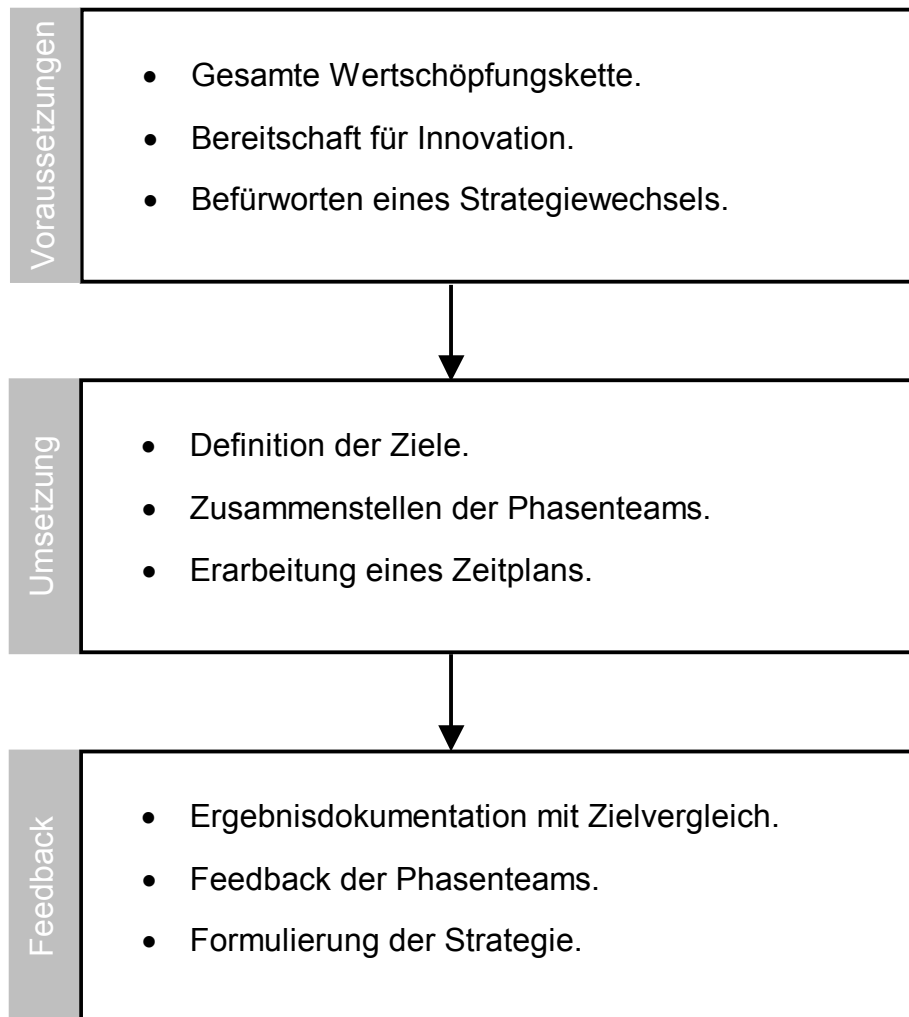 Voraussetzungen
• Gesamte Wertschöpfungskette.
• Bereitschaft für Innovation.
• Befürworten eines Strategiewechsels.
Umsetzung
• Definition der Ziele.
• Zusammenstellen der Phasenteams.
• Erarbeitung eines Zeitplans.
Feedback
• Ergebnisdokumentation mit Zielvergleich.
• Feedback der Phasenteams.
• Formulierung der Strategie.